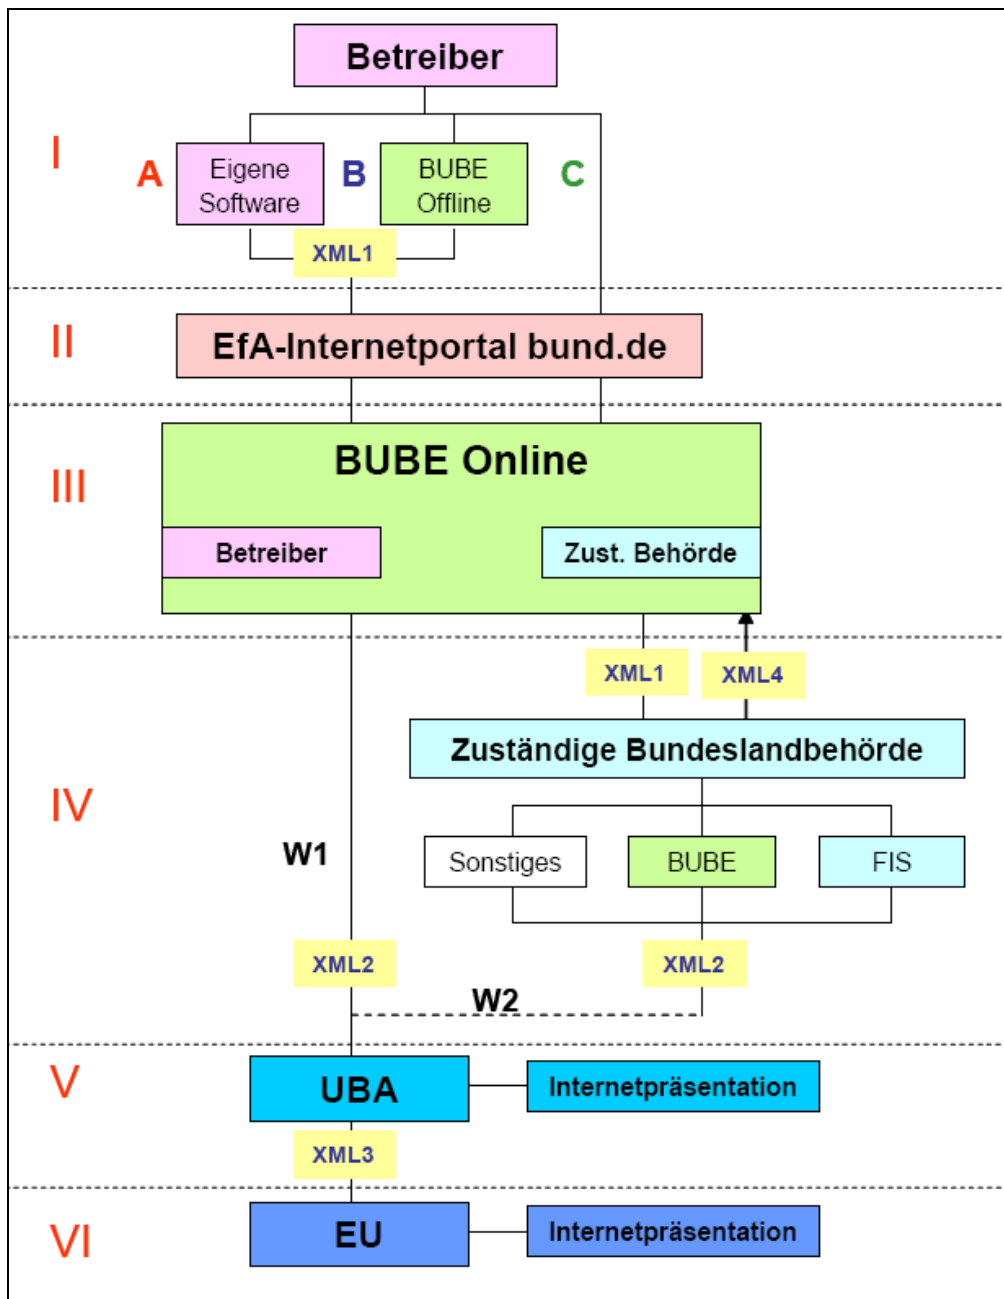 Betreiber
I
A
Eigene
Software
B
BUBE
Offline
C
XML1
II
EfA-Internetportal bund.de
III
BUBE Online
Betreiber
Zust. Behörde
XML1
XML4
Zuständige Bundeslandbehörde
IV
W1
Sonstiges
BUBE
FIS
XML2
XML2
W2
V
UBA
Internetpräsentation
XML3
VI
EU
Internetpräsentation